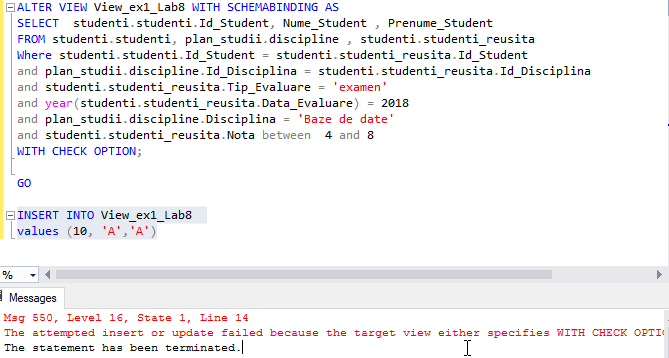 ALTER VIEW View_ex1_Lab8 WITH SCHEMABINDING AS
SELECT  studenti.studenti.Id_Student, Nume_Student , Prenume_Student
FROM studenti.studenti, plan_studii.discipline , studenti.studenti_reusita
Where studenti.studenti.Id_Student = studenti.studenti_reusita.Id_Student
and plan_studii.discipline.Id_Disciplina = studenti.studenti_reusita.Id_Disciplina
and studenti.studenti_reusita.Tip_Evaluare = 'examen'
and year(studenti.studenti_reusita.Data_Evaluare) = 2018
and plan_studii.discipline.Disciplina = 'Baze de date'
and studenti.studenti_reusita.Nota between  4 and 8
WITH CHECK OPTION;
GO
INSERT INTO View_ex1_Lab8
values (10, 'A','A')
%
Messages
Msg 550, Level 16, State 1, Line 14
The attempted insert or update failed because the target view either specifies WITH CHECK OPTIO
The statement has been terminated.